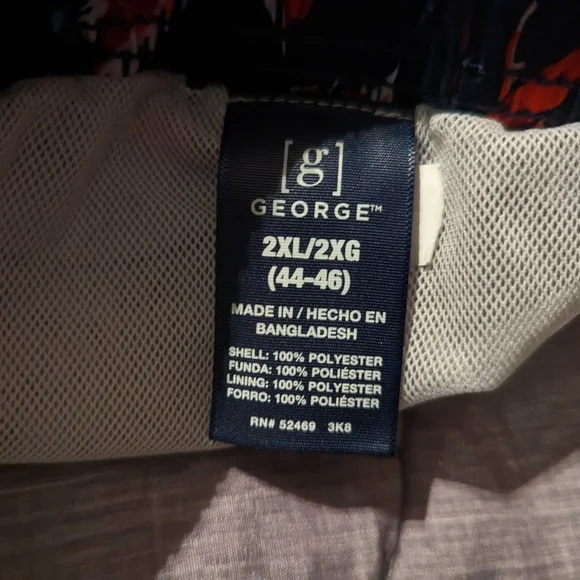 [g]
GEORGE™
2XL/2XG
(44-46)
MADE IN / HECHO EN
BANGLADESH
SHELL: 100% POLYESTER
FUNDA: 100% POLIÉSTER
LINING: 100% POLYESTER
FORRO: 100% POLIÉSTER
RN# 52469 3K8